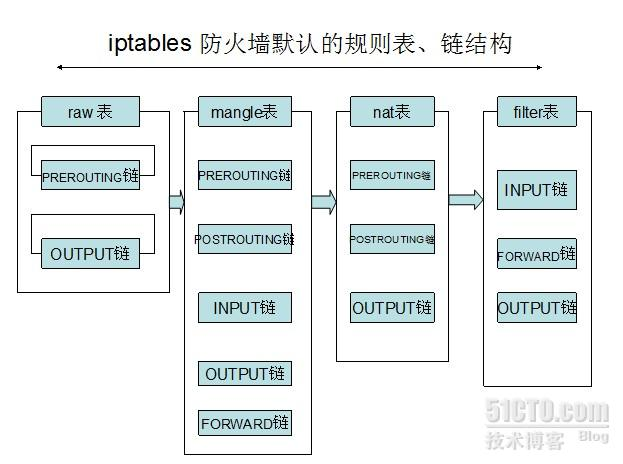 iptables 防火墙默认的规则表、链结构
raw 表
PREROUTING链
OUTPUT链
mangle表
PREROUTING链
POSTROUTING链
INPUT链
OUTPUT链
FORWARD链
nat表
PREROUTING链
POSTROUTING链
OUTPUT链
filter表
INPUT链
FORWARD链
OUTPUT链
51CTO.com
技术博客 Blog